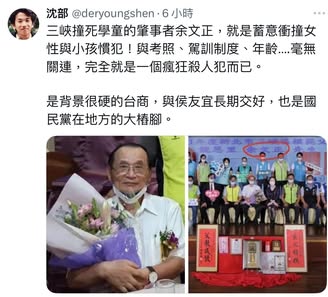 沈部 @deryoungshen · 6 小時
三峽撞死學童的肇事者余文正，就是蓄意衝撞女
性與小孩慣犯！與考照、駕訓制度、年齡....毫無
關連，完全就是一個瘋狂殺人犯而已。
是背景很硬的台商，與侯友宜長期交好，也是國
民黨在地方的大樁腳。